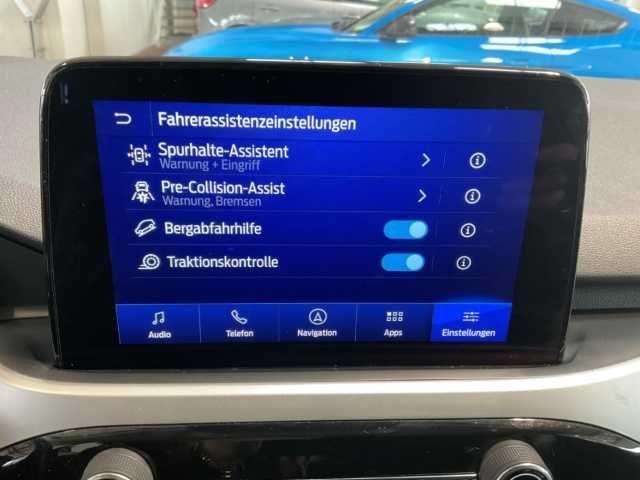 Fahrerassistenzeinstellungen
Spurhalte-Assistent
Warnung + Eingriff
Pre-Collision-Assist
Warnung, Bremsen
Bergabfahrhilfe
Traktionskontrolle
Audio
Telefon
Navigation
Apps
Einstellungen